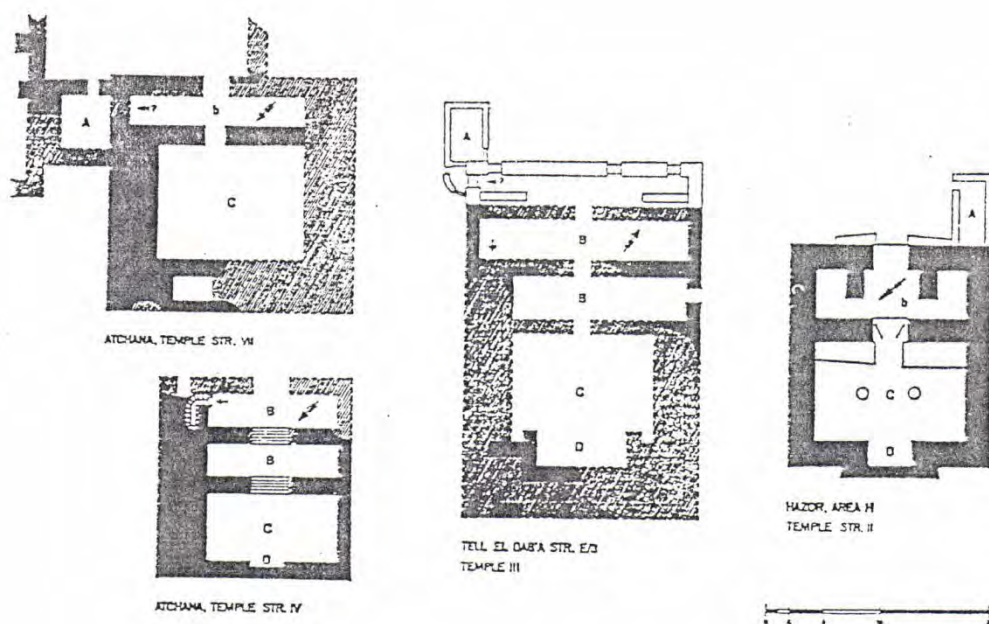 A
b
C
ATCHANA, TEMPLE STR. VII
B
B
C
D
ATCHANA, TEMPLE STR. IV
A
B
B
C
D
TELL EL DAB'A STR. E/3
TEMPLE III
A
b
C
D
HAZOR, AREA H
TEMPLE STR. II